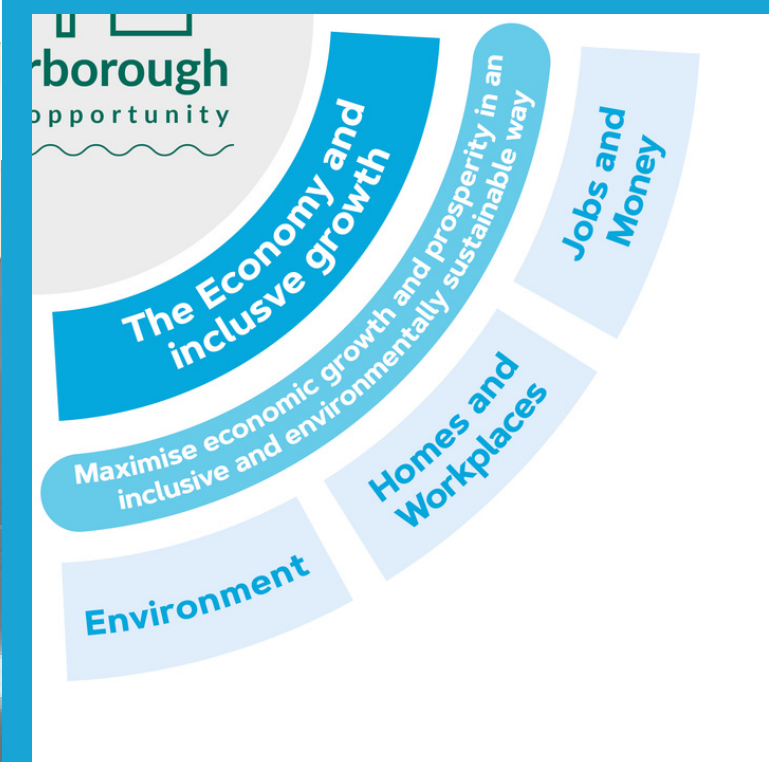 rborough
opportunity
The Economy and
inclusve growth
Maximise economic growth and prosperity in an
inclusive and environmentally sustainable way
Jobs and
Money
Homes and
Workplaces
Environment